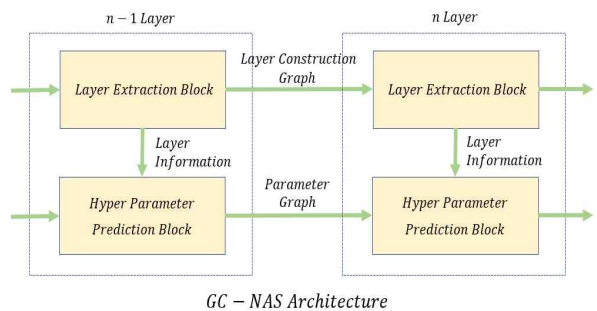 n − 1 Layer
n Layer
Layer Extraction Block
Layer Construction
Graph
Layer Extraction Block
Layer
Information
Layer
Information
Hyper Parameter
Prediction Block
Parameter
Graph
Hyper Parameter
Prediction Block
GC − NAS Architecture